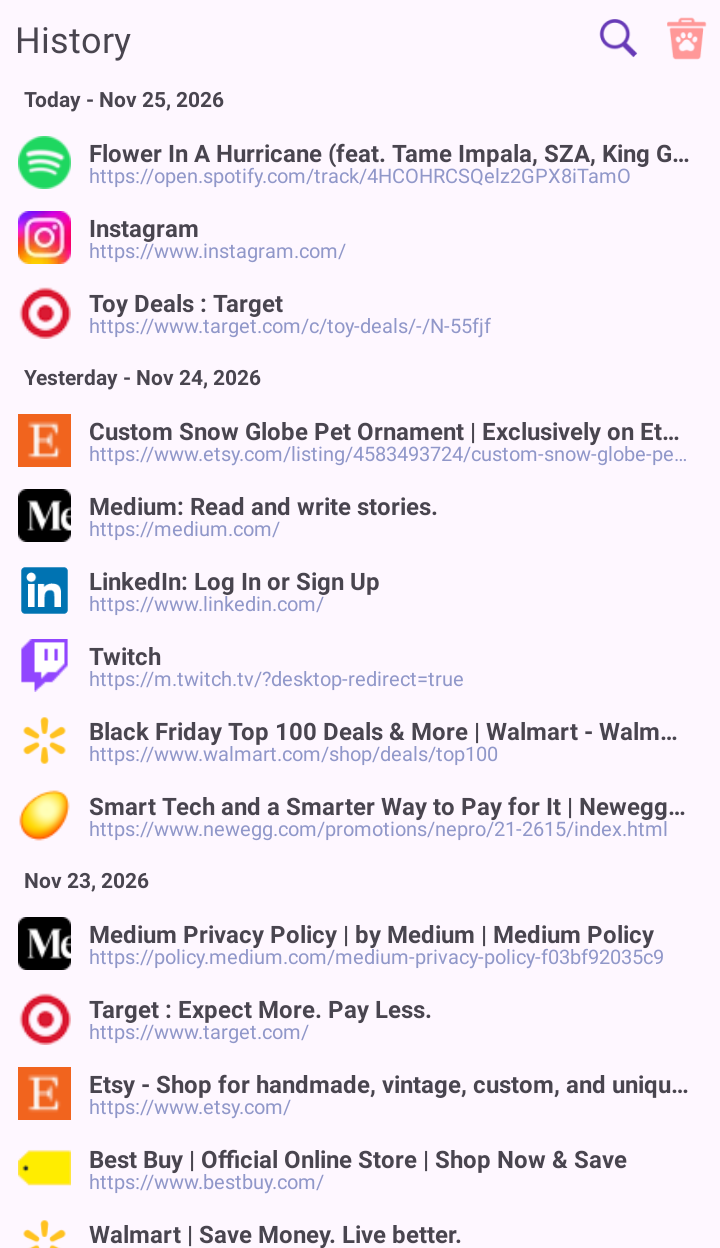 History
Today - Nov 25, 2026
Flower In A Hurricane (feat. Tame Impala, SZA, King G...
https://open.spotify.com/track/4HCOHRCSQelz2GPX8iTamO
Instagram
https://www.instagram.com/
Toy Deals : Target
https://www.target.com/c/toy-deals/-/N-55fjf
Yesterday - Nov 24, 2026
E
Custom Snow Globe Pet Ornament | Exclusively on Et...
https://www.etsy.com/listing/4583493724/custom-snow-globe-pe...
Me
Medium: Read and write stories.
https://medium.com/
in
LinkedIn: Log In or Sign Up
https://www.linkedin.com/
Twitch
https://m.twitch.tv/?desktop-redirect=true
Black Friday Top 100 Deals & More | Walmart - Walm...
https://www.walmart.com/shop/deals/top100
Smart Tech and a Smarter Way to Pay for It | Newegg...
https://www.newegg.com/promotions/nepro/21-2615/index.html
Nov 23, 2026
Me
Medium Privacy Policy | by Medium | Medium Policy
https://policy.medium.com/medium-privacy-policy-f03bf92035c9
Target : Expect More. Pay Less.
https://www.target.com/
E
Etsy - Shop for handmade, vintage, custom, and uniqu...
https://www.etsy.com/
Best Buy | Official Online Store | Shop Now & Save
https://www.bestbuy.com/
Walmart | Save Money. Live better.